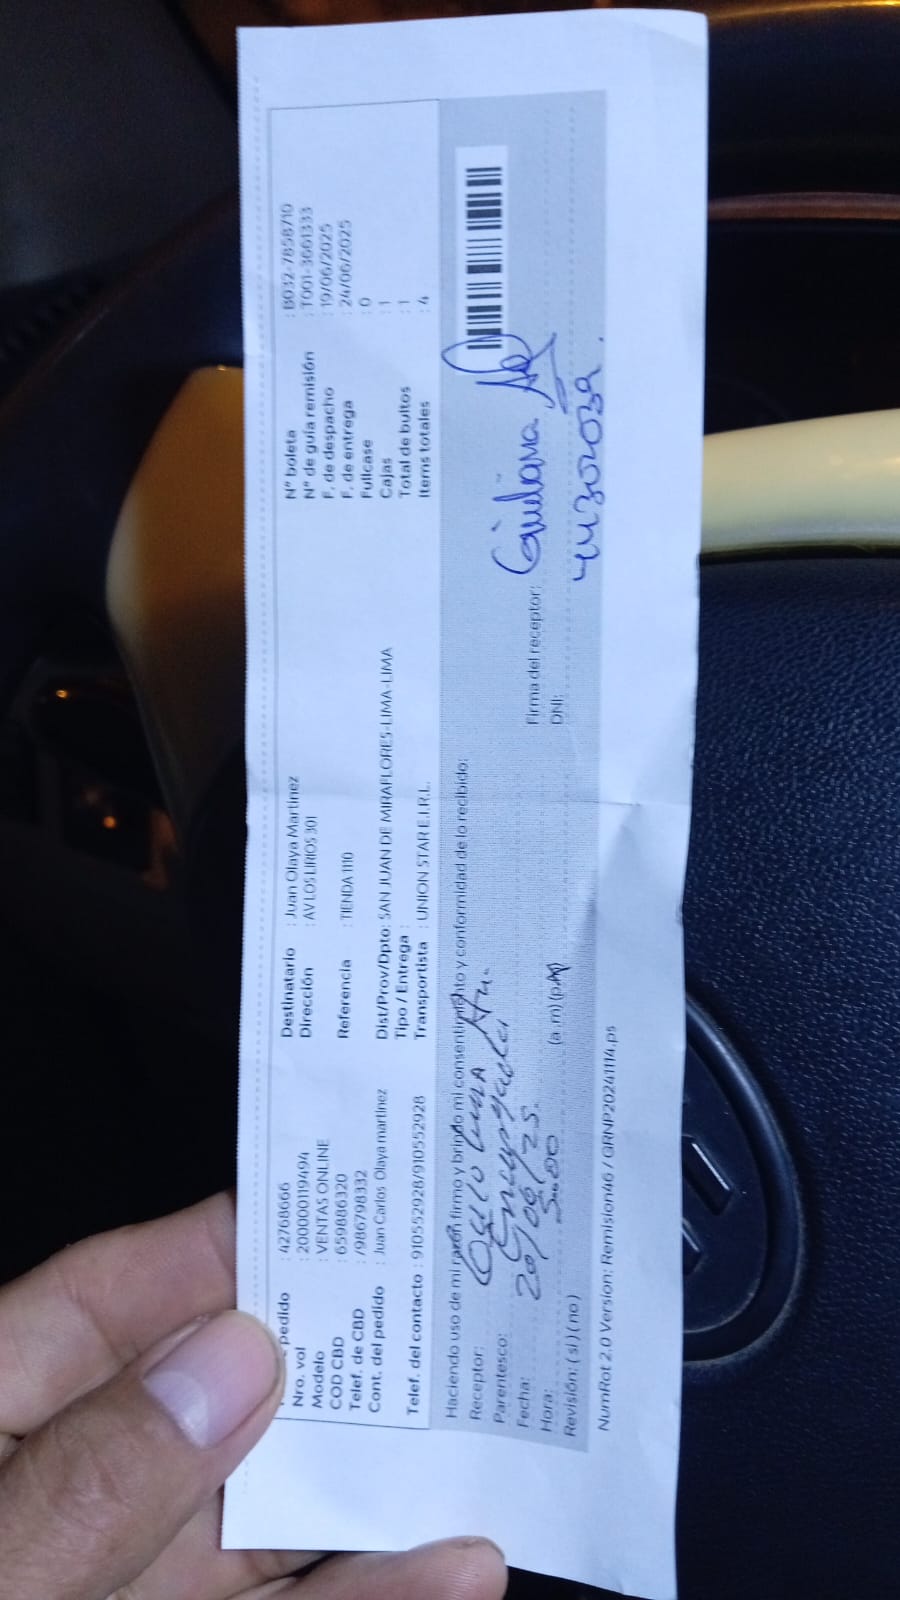 pedido : 42768666
Nro. vol : 200000119494
Modelo : VENTAS ONLINE
COD CBD : 659886320
Telef. de CBD : /986798332
Cont. del pedido : Juan Carlos Olaya martinez
Telef. del contacto : 910552928/910552928
Destinatario : Juan Olaya Martinez
Dirección : AV LOS LIRIOS 301
Referencia : TIENDA 1110
Dist/Prov/Dpto: SAN JUAN DE MIRAFLORES-LIMA-LIMA
Tipo / Entrega :
Transportista : UNION STAR E.I.R.L.
N° boleta : B032-7858710
N° de guía remisión : T001-3661333
F. de despacho : 19/06/2025
F. de entrega : 24/06/2025
Fullcase : 0
Cajas : 1
Total de bultos : 1
Items totales : 4
Haciendo uso de mi razón firmo y brindo mi consentimiento y conformidad de lo recibido:
Receptor:
Parentesco:
Fecha: 20/06/25.
Hora: 5:00 (a.m) (p.m)
Revisión: ( s ) ( no )
Firma del receptor: Giuliana
DNI:
NumRot 2.0 Version: Remision46 / GRNP20241114.ps